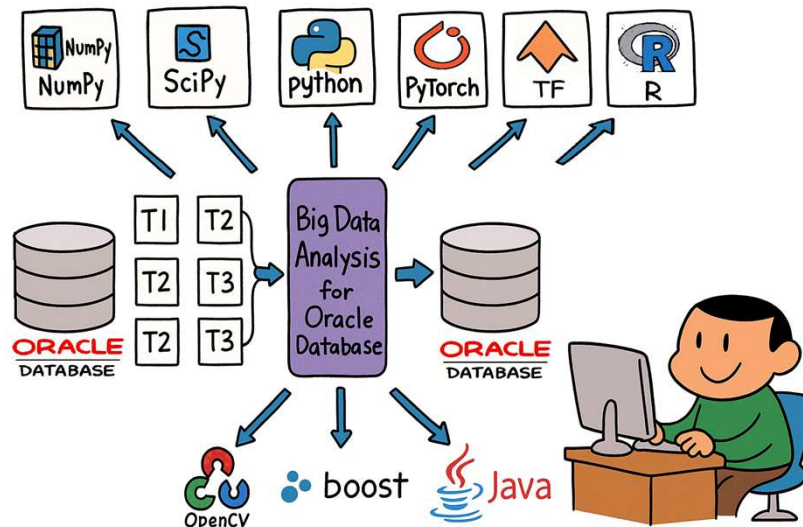 NumPy
NumPy
SciPy
python
PyTorch
TF
R
R
T1 T2
T2 T3
T2 T3
Big Data
Analysis
for
Oracle
Database
ORACLE
DATABASE
ORACLE
DATABASE
OpenCV
boost
Java